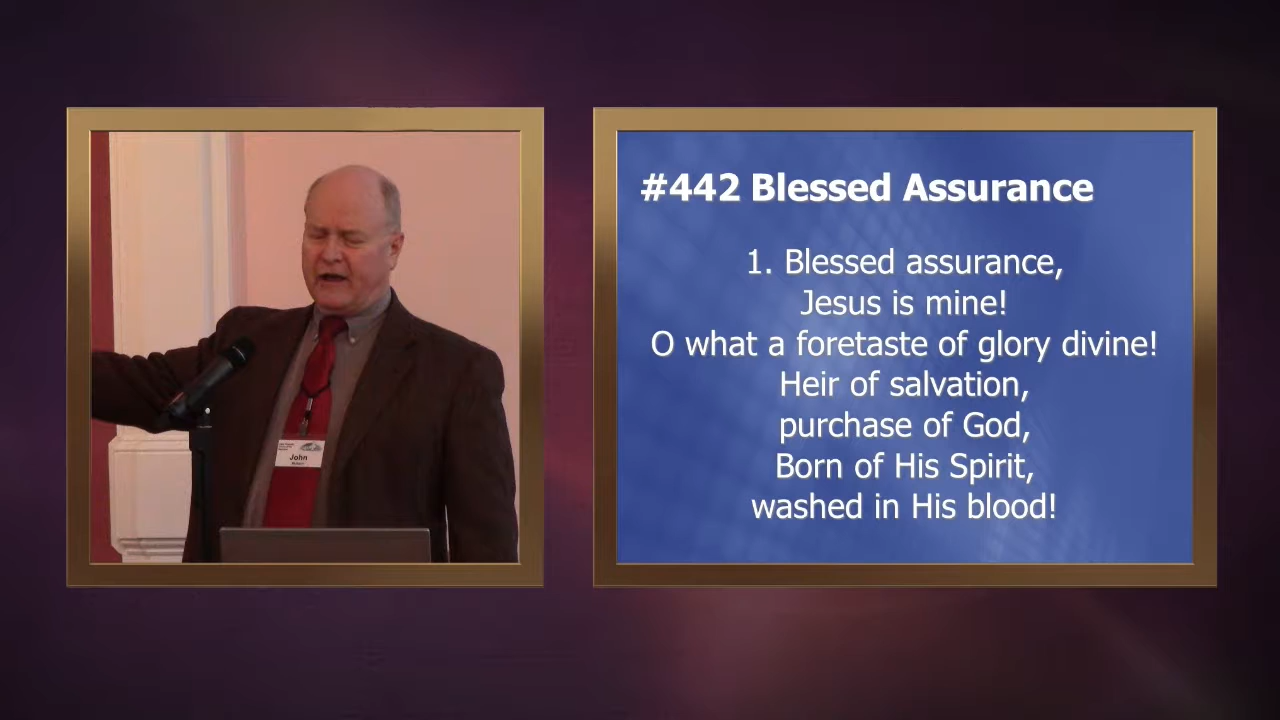 John
#442 Blessed Assurance
1. Blessed assurance,
Jesus is mine!
O what a foretaste of glory divine!
Heir of salvation,
purchase of God,
Born of His Spirit,
washed in His blood!